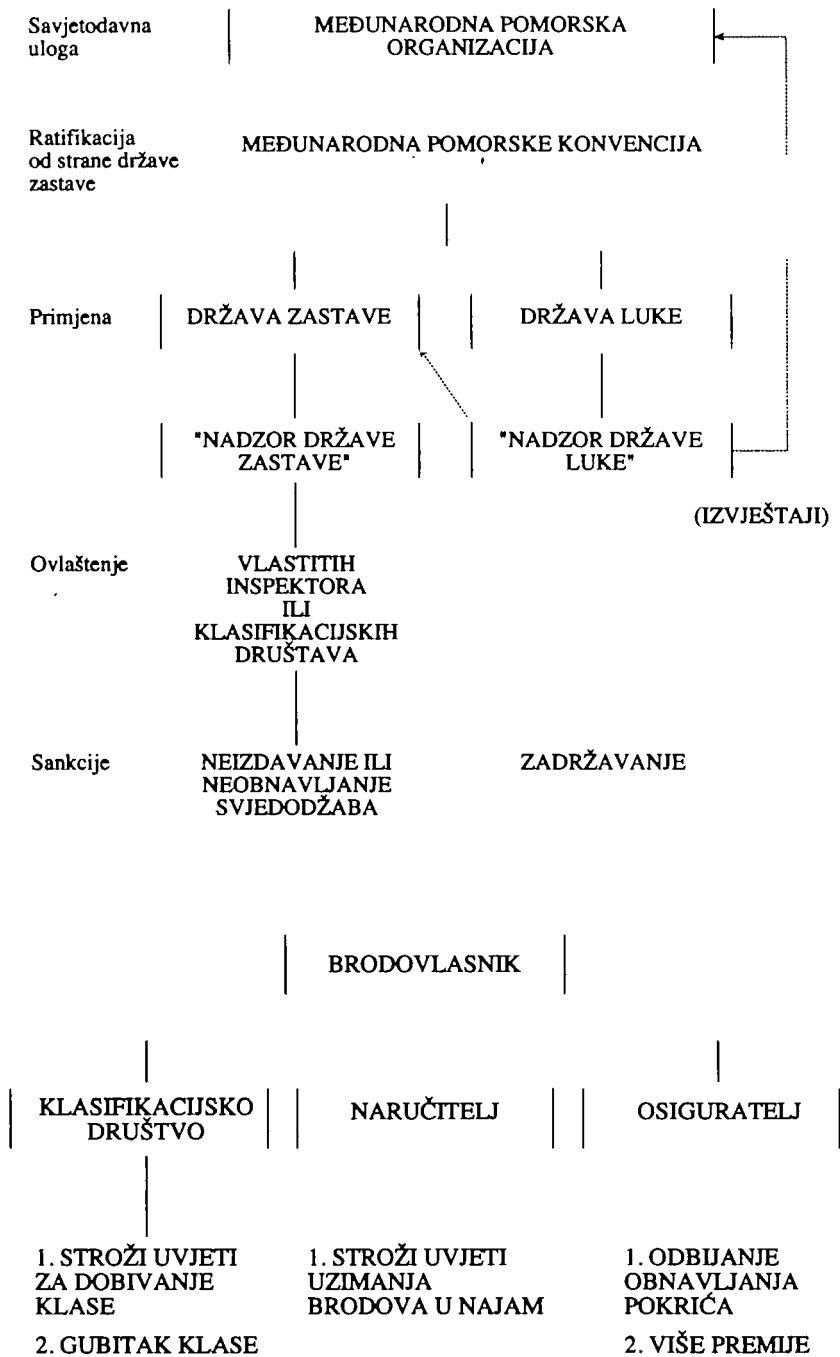 Savjetodavna
uloga
MEĐUNARODNA POMORSKA
ORGANIZACIJA
Ratifikacija
od strane države
zastave
MEĐUNARODNA POMORSKE KONVENCIJA
Primjena
DRŽAVA ZASTAVE
DRŽAVA LUKE
"NADZOR DRŽAVE
ZASTAVE"
"NADZOR DRŽAVE
LUKE"
(IZVJEŠTAJI)
Ovlaštenje
VLASTITIH
INSPEKTORA
ILI
KLASIFIKACIJSKIH
DRUŠTAVA
Sankcije
NEIZDAVANJE ILI
NEOBNAVLJANJE
SVJEDODŽABA
ZADRŽAVANJE
BRODOVLASNIK
KLASIFIKACIJSKO
DRUŠTVO
NARUČITELJ
OSIGURATELJ
1. STROŽI UVJETI
ZA DOBIVANJE
KLASE
2. GUBITAK KLASE
1. STROŽI UVJETI
UZIMANJA
BRODOVA U NAJAM
1. ODBIJANJE
OBNAVLJANJA
POKRIĆA
2. VIŠE PREMIJE